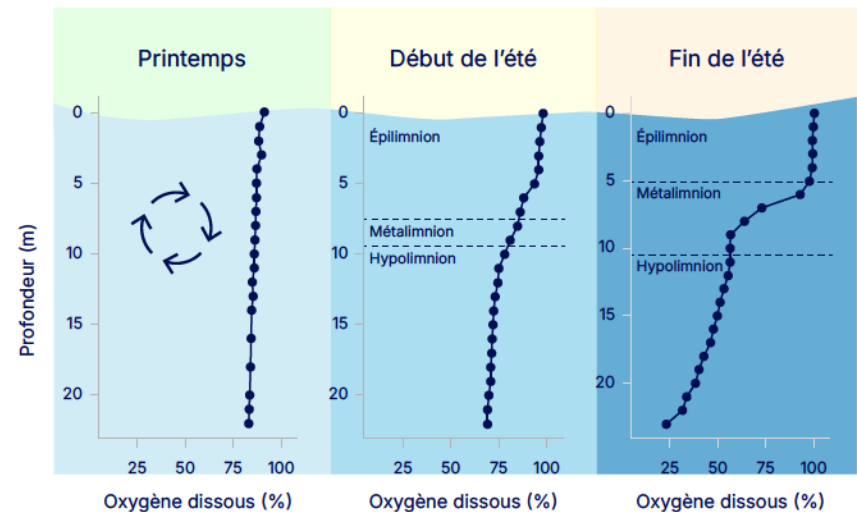 Printemps
Début de l'été
Fin de l'été
Profondeur (m)
0
5
10
15
20
25 50 75 100
Oxygène dissous (%)
0
Épilimnion
5
Métalimnion
10
Hypolimnion
15
20
25 50 75 100
Oxygène dissous (%)
0
Épilimnion
5
Métalimnion
10
Hypolimnion
15
20
25 50 75 100
Oxygène dissous (%)